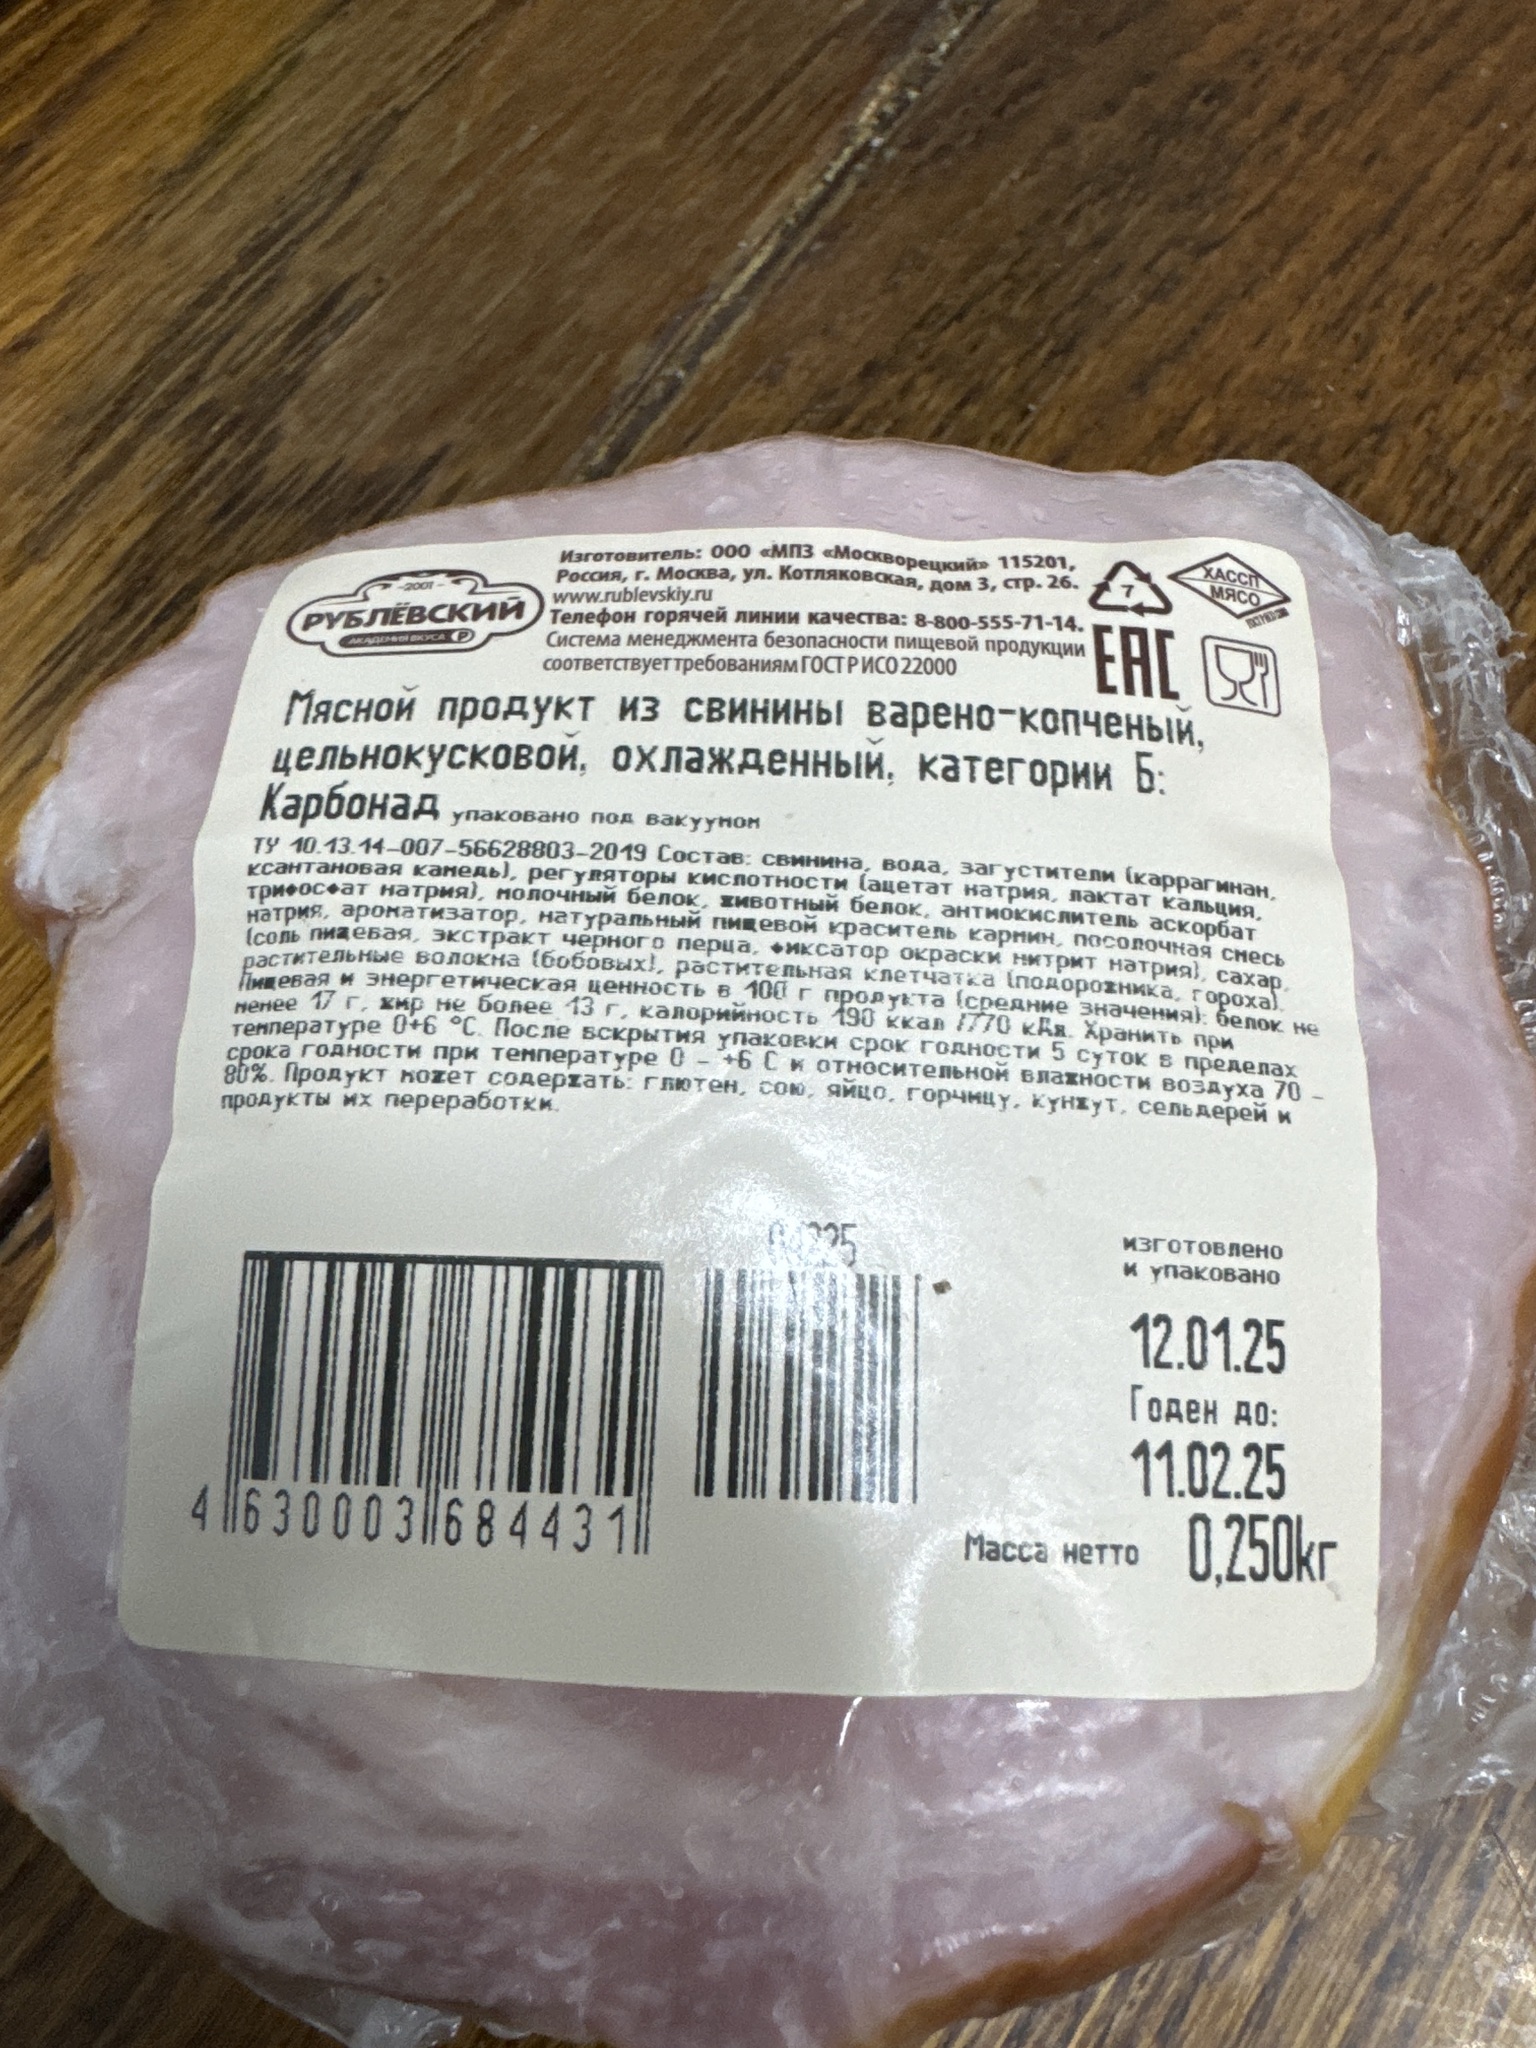 -2001-
РУБЛЁВСКИЙ
АКАДЕМИЯ ВКУСА Р
Изготовитель: ООО «МПЗ «Москворецкий» 115201,
Россия, г. Москва, ул. Котляковская, дом 3, стр. 26.
www.rublevskiy.ru
Телефон горячей линии качества: 8-800-555-71-14.
Система менеджмента безопасности пищевой продукции
соответствует требованиям ГОСТ Р ИСО 22000
7
ХАССП
МЯСО
ЕАС
Мясной продукт из свинины варено-копченый,
цельнокусковой, охлажденный, категории Б:
Карбонад упаковано под вакуумом
ТУ 10.13.14-007-56628803-2019 Состав: свинина, вода, загустители (каррагинан,
ксантановая камедь), регуляторы кислотности (ацетат натрия, лактат кальция,
трифосфат натрия), молочный белок, животный белок, антиокислитель аскорбат
натрия, ароматизатор, натуральный пищевой краситель кармин, посолочная смесь
(соль пищевая, экстракт черного перца, фиксатор окраски нитрит натрия), сахар,
растительные волокна (бобовых), растительная клетчатка (подорожника, гороха).
Пищевая и энергетическая ценность в 100 г продукта (средние значения): белок не
менее 17 г, жир не более 13 г, калорийность 190 ккал /770 кДж. Хранить при
температуре 0+6 °С. После вскрытия упаковки срок годности 5 суток в пределах
срока годности при температуре 0 - +6 С и относительной влажности воздуха 70 -
80%. Продукт может содержать: глютен, сою, яйцо, горчицу, кунжут, сельдерей и
продукты их переработки.
изготовлено
и упаковано
12.01.25
Годен до:
11.02.25
Масса нетто 0,250kг
4 630003 684431